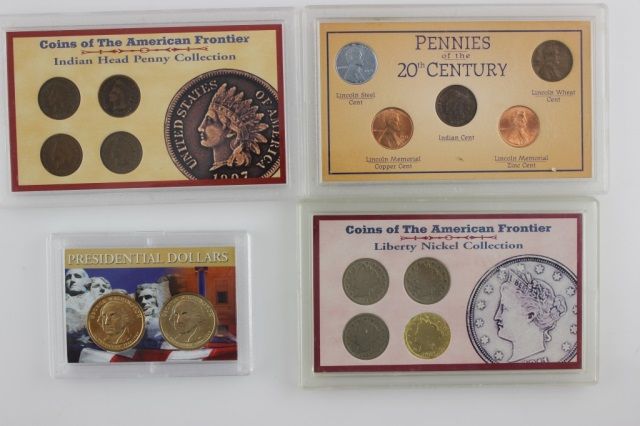 Coins of The American Frontier
Indian Head Penny Collection
UNITED STATES OF AMERICA
1907
PENNIES
of the
20th CENTURY
Lincoln Steel
Cent
Lincoln Wheat
Cent
Indian Cent
Lincoln Memorial
Copper Cent
Lincoln Memorial
Zinc Cent
PRESIDENTIAL DOLLARS
Coins of The American Frontier
Liberty Nickel Collection